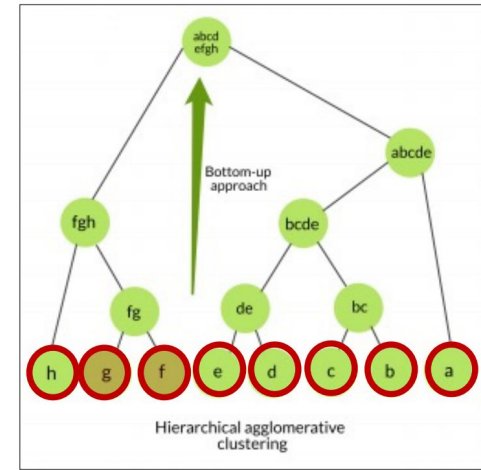 abcd
efgh
abcde
Bottom-up
approach
fgh
bcde
fg
de
bc
h
g
f
e
d
c
b
a
Hierarchical agglomerative
clustering